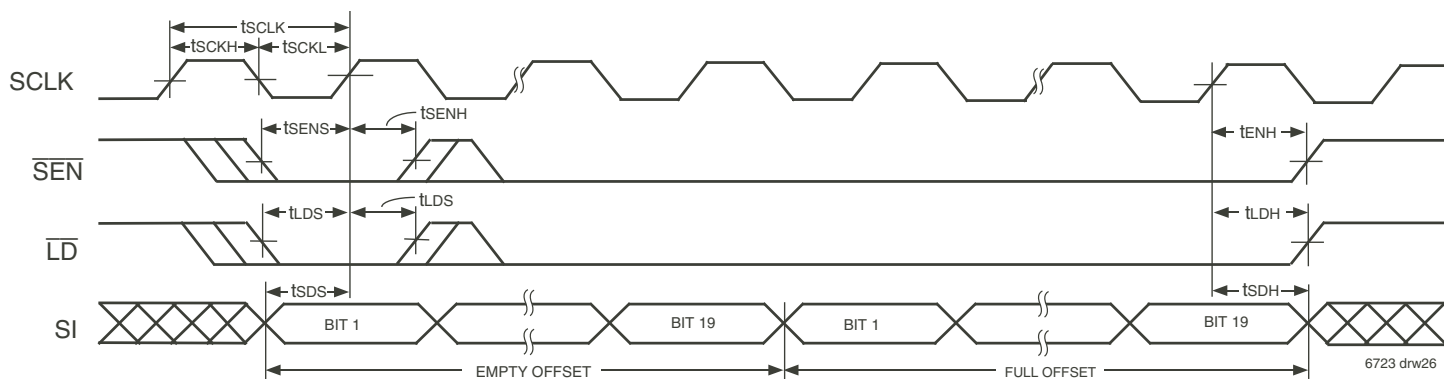 tSCLK
tSCKH
tSCKL
SCLK
tSENS
tSENH
tENH
SEN
tLDS
tLDS
tLDH
LD
tSDS
tSDH
SI
BIT 1
BIT 19
BIT 1
BIT 19
EMPTY OFFSET
FULL OFFSET
6723 drw26